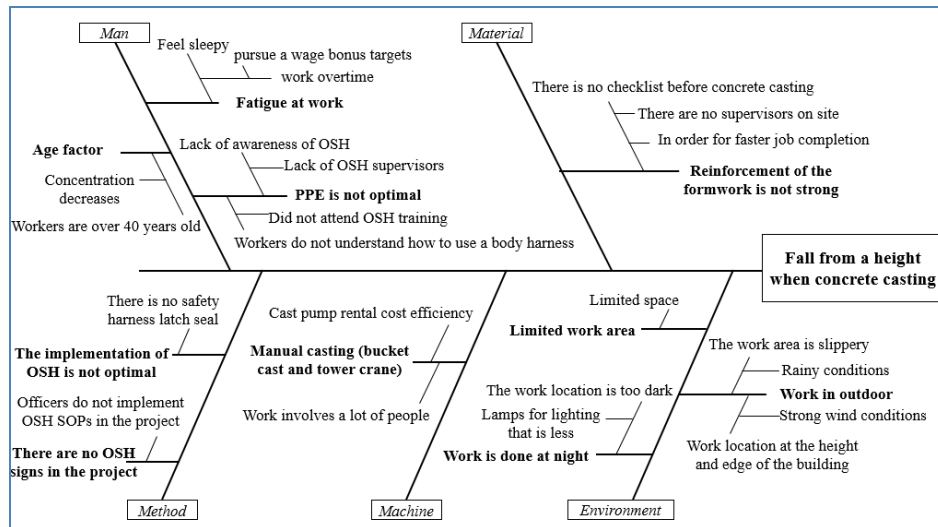 Man
Feel sleepy
pursue a wage bonus targets
work overtime
Fatigue at work
Age factor
Concentration
decreases
Workers are over 40 years old
Lack of awareness of OSH
Lack of OSH supervisors
PPE is not optimal
Did not attend OSH training
Workers do not understand how to use a body harness
Material
There is no checklist before concrete casting
There are no supervisors on site
In order for faster job completion
Reinforcement of the
formwork is not strong
Fall from a height
when concrete casting
There is no safety
harness latch seal
The implementation of
OSH is not optimal
Officers do not implement
OSH SOPs in the project
There are no OSH
signs in the project
Method
Cast pump rental cost efficiency
Manual casting (bucket
cast and tower crane)
Work involves a lot of people
Machine
Limited space
Limited work area
The work location is too dark
Lamps for lighting
that is less
Work is done at night
The work area is slippery
Rainy conditions
Work in outdoor
Strong wind conditions
Work location at the height
and edge of the building
Environment